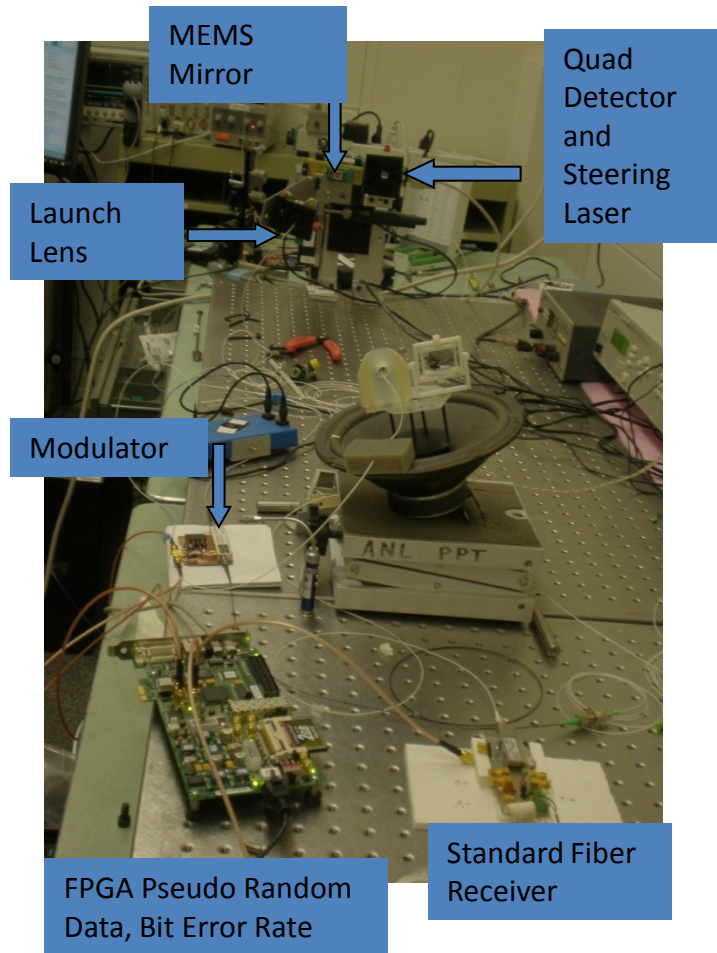 MEMS
Mirror
Quad
Detector
and
Steering
Laser
Launch
Lens
Modulator
ANL PPT
Standard Fiber
Receiver
FPGA Pseudo Random
Data, Bit Error Rate